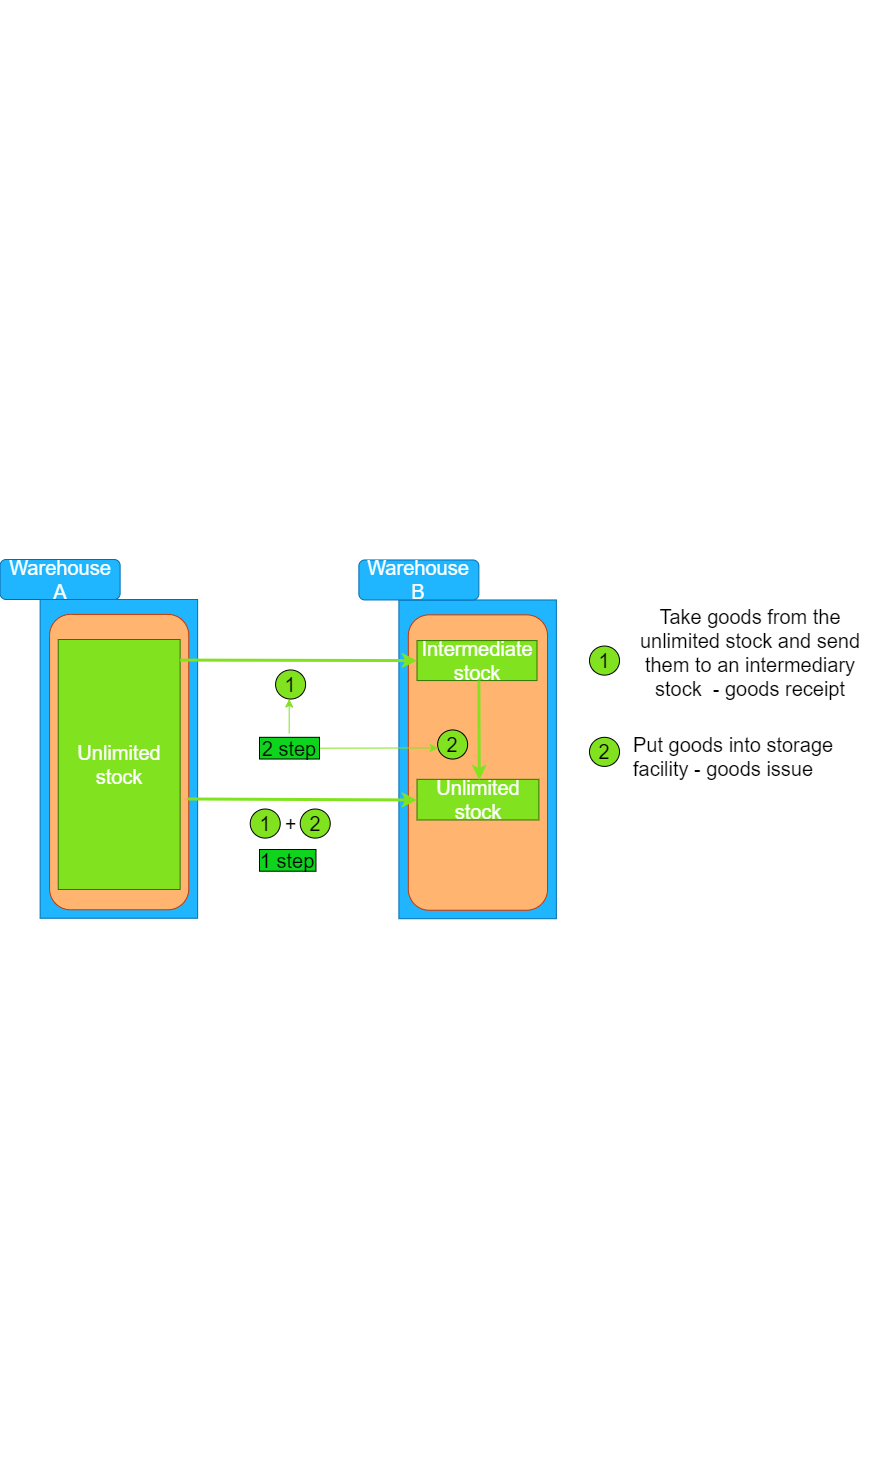 Warehouse
A
Warehouse
B
Unlimited
stock
Intermediate
stock
1
2 step
2
Unlimited
stock
1 + 2
1 step
1
Take goods from the
unlimited stock and send
them to an intermediary
stock - goods receipt
2
Put goods into storage
facility - goods issue